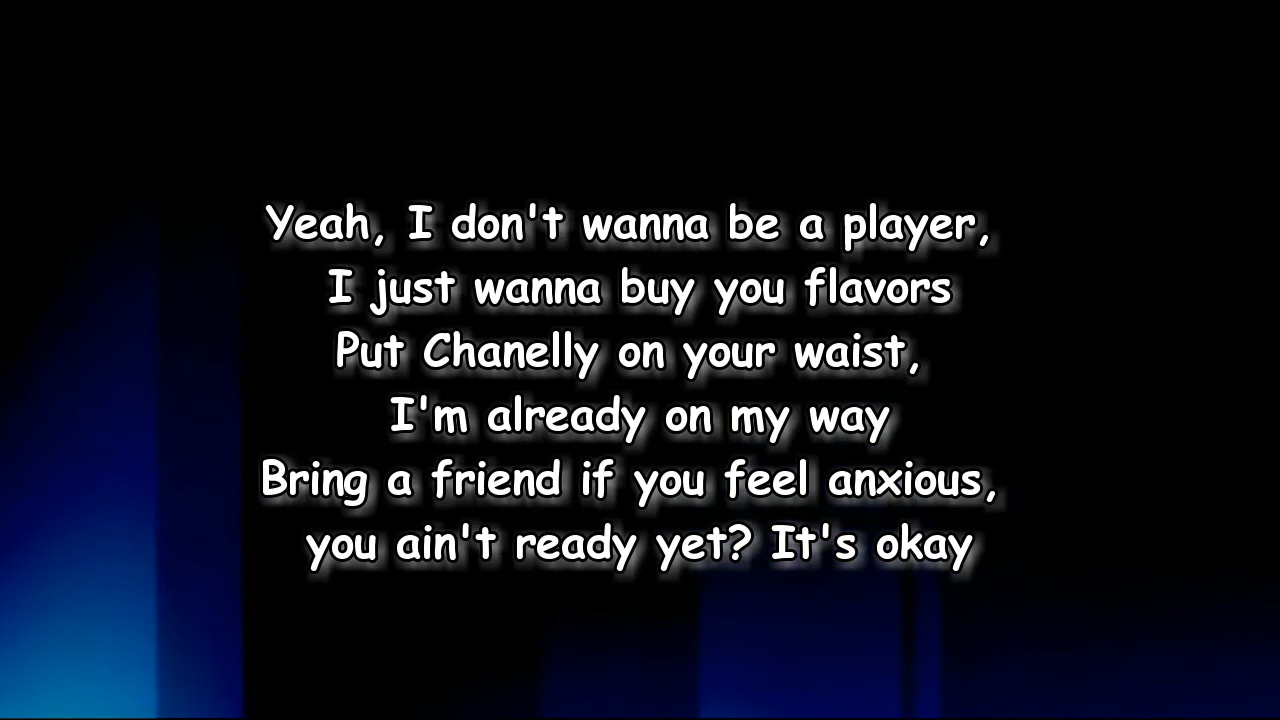 Yeah, I don't wanna be a player,
I just wanna buy you flavors
Put Chanelly on your waist,
I'm already on my way
Bring a friend if you feel anxious,
you ain't ready yet? It's okay